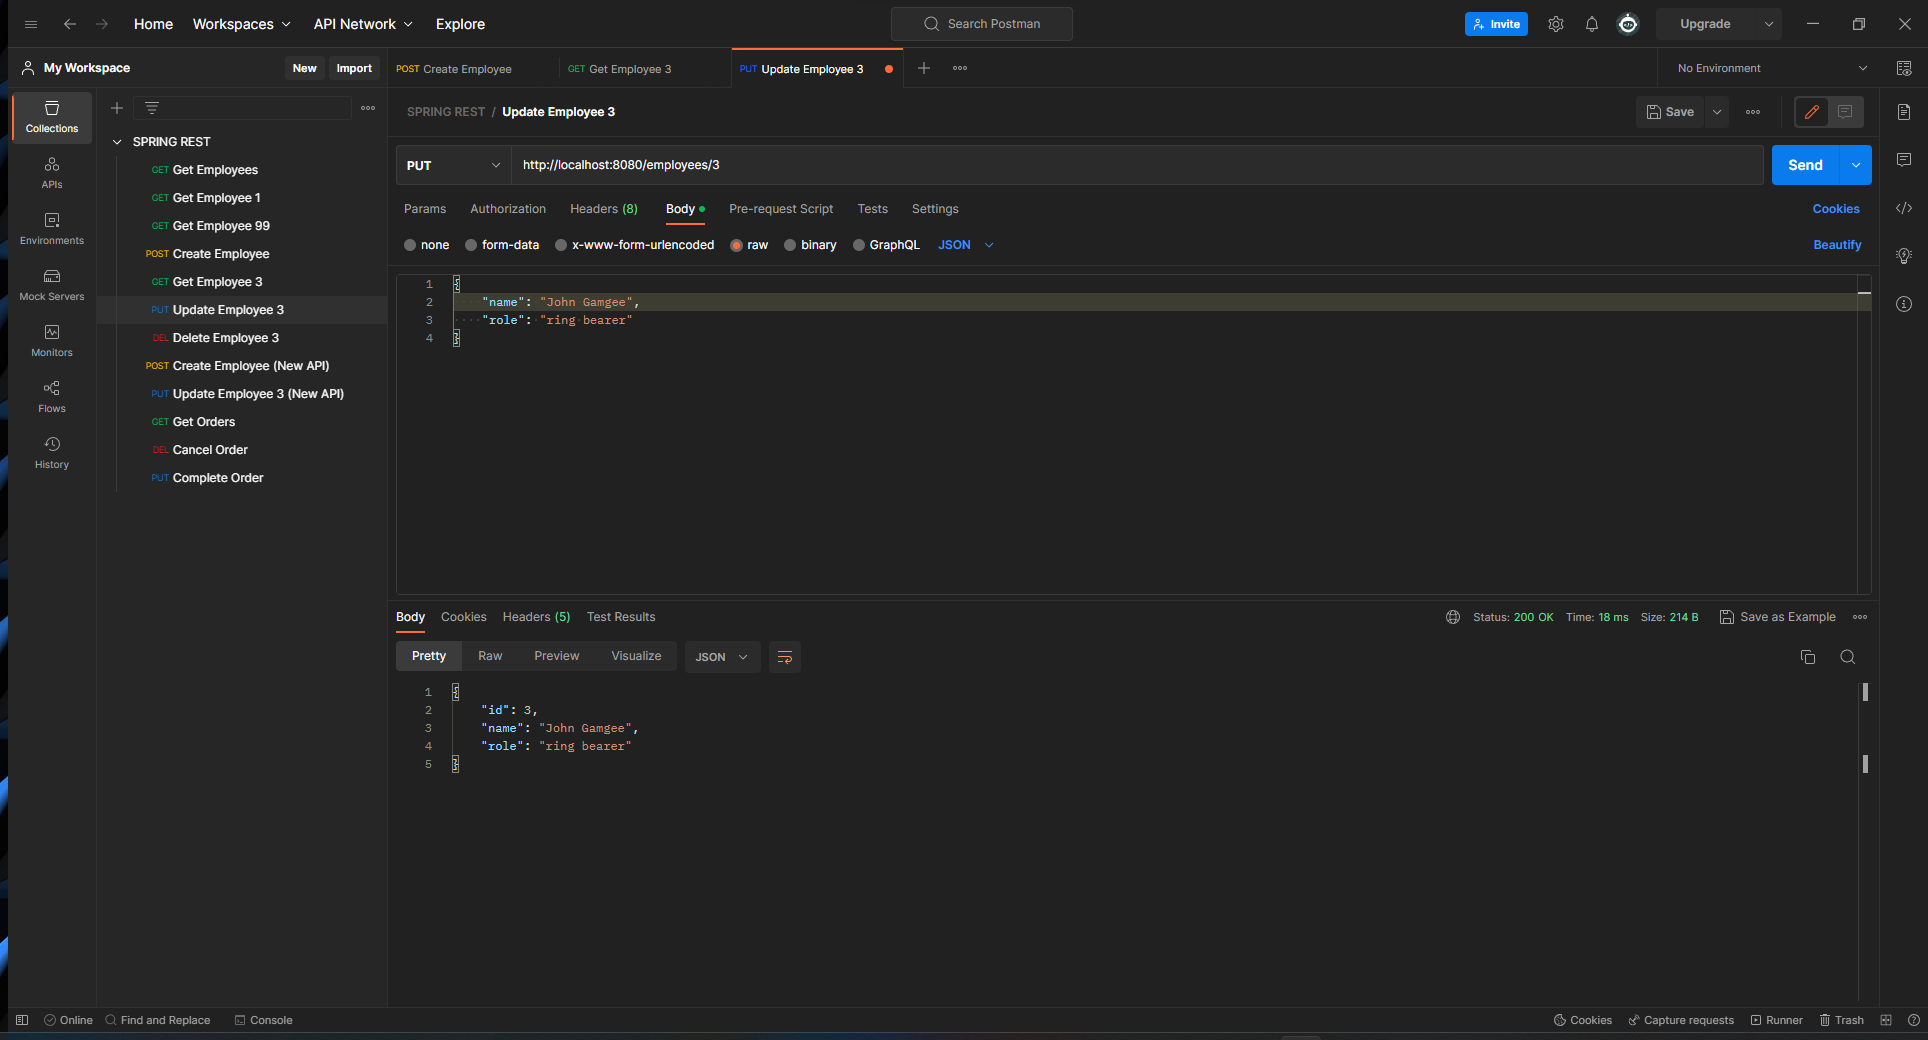 Home Workspaces API Network Explore Search Postman Invite Upgrade
My Workspace New Import
POST Create Employee GET Get Employee 3 PUT Update Employee 3 No Environment
Collections
APIs
Environments
Mock Servers
Monitors
Flows
History
SPRING REST
GET Get Employees
GET Get Employee 1
GET Get Employee 99
POST Create Employee
GET Get Employee 3
PUT Update Employee 3
DEL Delete Employee 3
POST Create Employee (New API)
PUT Update Employee 3 (New API)
GET Get Orders
DEL Cancel Order
PUT Complete Order
SPRING REST / Update Employee 3 Save
PUT http://localhost:8080/employees/3 Send
Params Authorization Headers (8) Body Pre-request Script Tests Settings Cookies
none form-data x-www-form-urlencoded raw binary GraphQL JSON Beautify
1 {
2 "name": "John Gamgee",
3 "role": "ring bearer"
4 }
Body Cookies Headers (5) Test Results Status: 200 OK Time: 18 ms Size: 214 B Save as Example
Pretty Raw Preview Visualize JSON
1 {
2 "id": 3,
3 "name": "John Gamgee",
4 "role": "ring bearer"
5 }
Online Find and Replace Console Cookies Capture requests Runner Trash